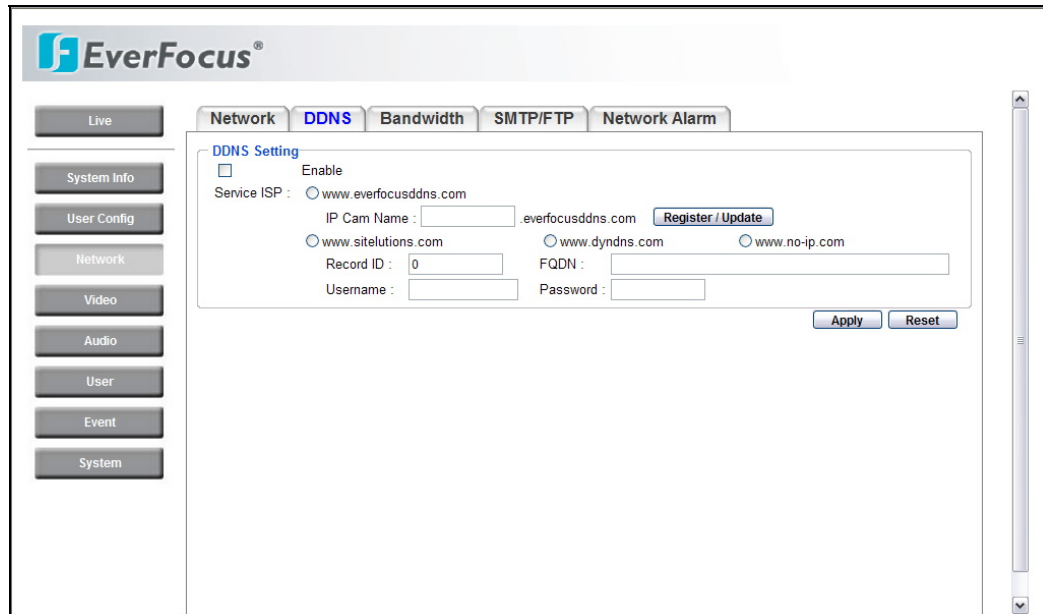 EverFocus®
Live
System Info
User Config
Network
Video
Audio
User
Event
System
Network DDNS Bandwidth SMTP/FTP Network Alarm
DDNS Setting
Enable
Service ISP : www.everfocusddns.com
IP Cam Name : .everfocusddns.com Register / Update
www.sitelutions.com www.dyndns.com www.no-ip.com
Record ID : 0 FQDN :
Username : Password :
Apply Reset